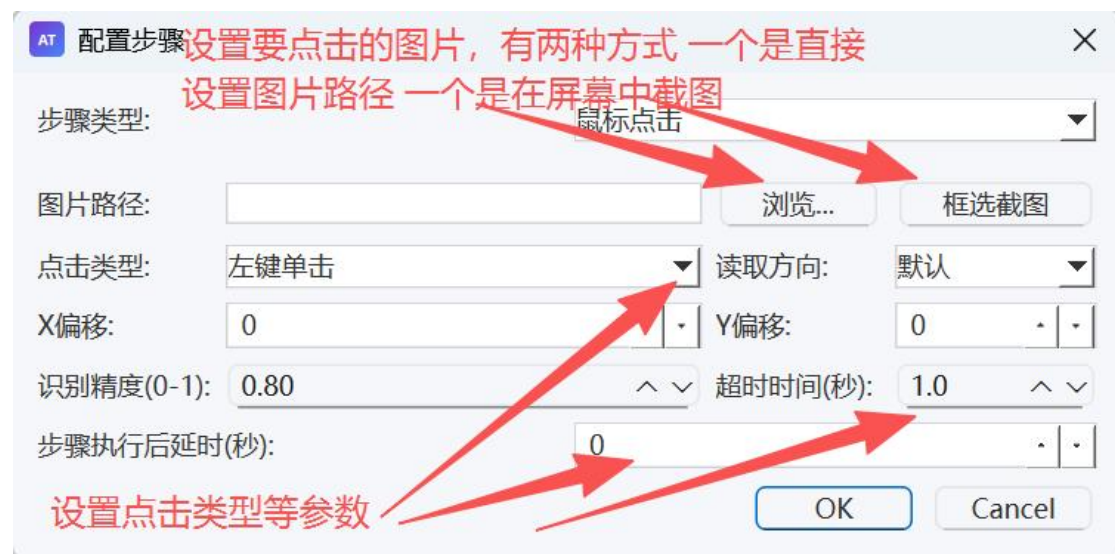 AT 配置步骤
设置要点击的图片，有两种方式 一个是直接
设置图片路径 一个是在屏幕中截图
步骤类型: 鼠标点击
图片路径: 浏览... 框选截图
点击类型: 左键单击 读取方向: 默认
X偏移: 0 Y偏移: 0
识别精度(0-1): 0.80 超时时间(秒): 1.0
步骤执行后延时(秒): 0
设置点击类型等参数
OK Cancel